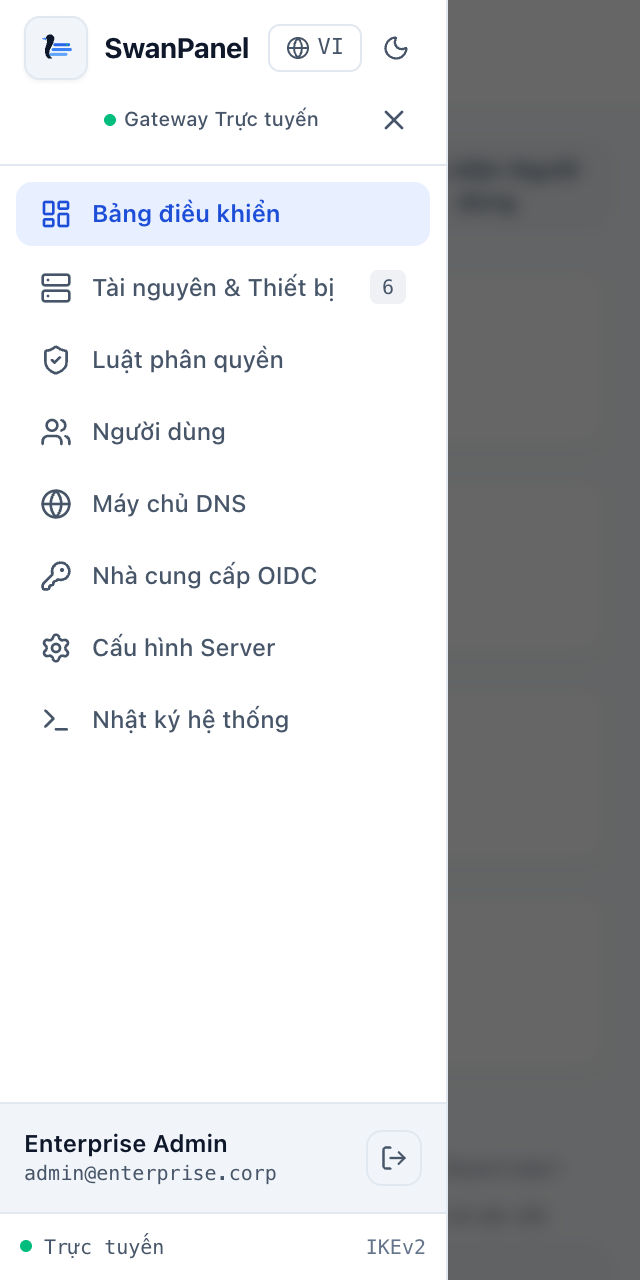 SwanPanel
VI
Gateway Trực tuyến
Bảng điều khiển
Tài nguyên & Thiết bị
6
Luật phân quyền
Người dùng
Máy chủ DNS
Nhà cung cấp OIDC
Cấu hình Server
Nhật ký hệ thống
Enterprise Admin
admin@enterprise.corp
Trực tuyến
IKEv2